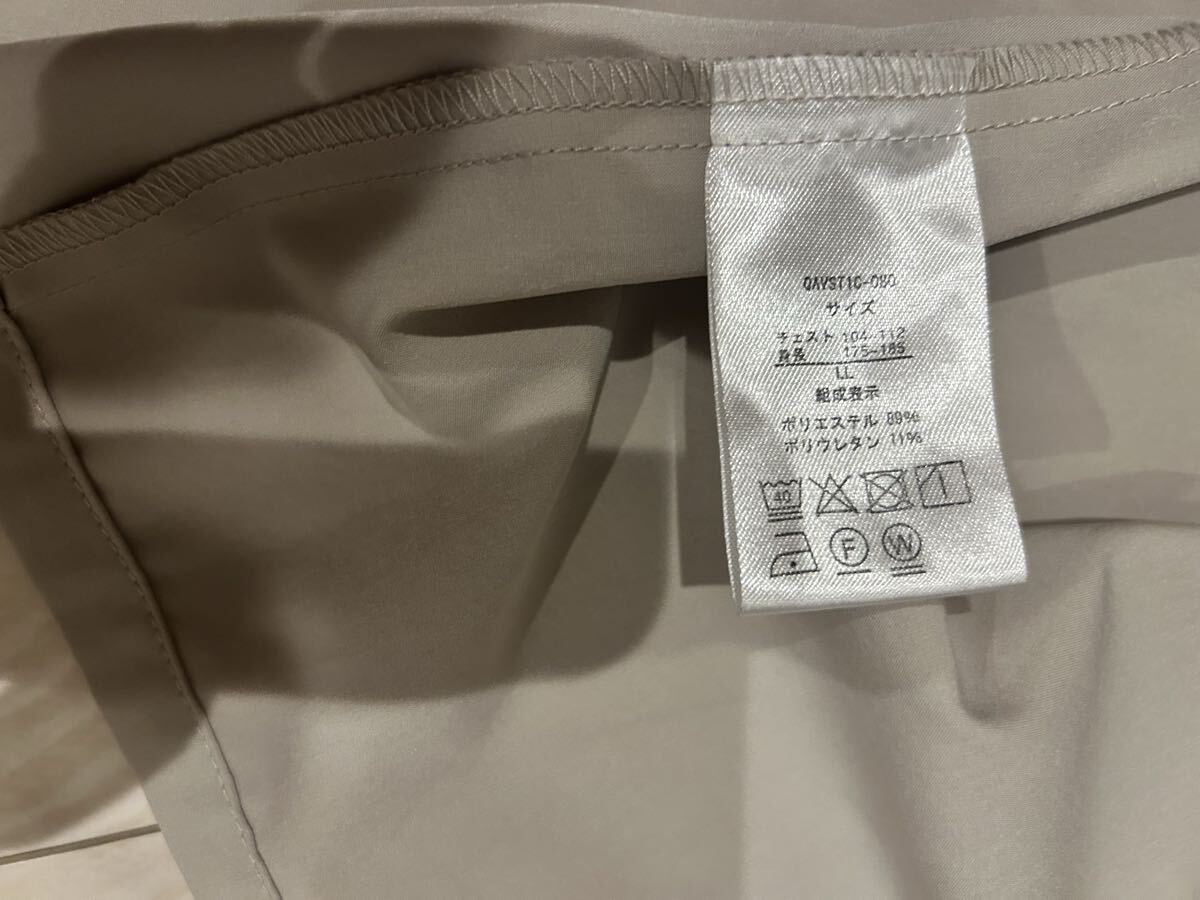 QAYST10-080
サイズ
チェスト 104-112
身長 175~185
LL
組成表示
ポリエステル 89%
ポリウレタン 11%
F W